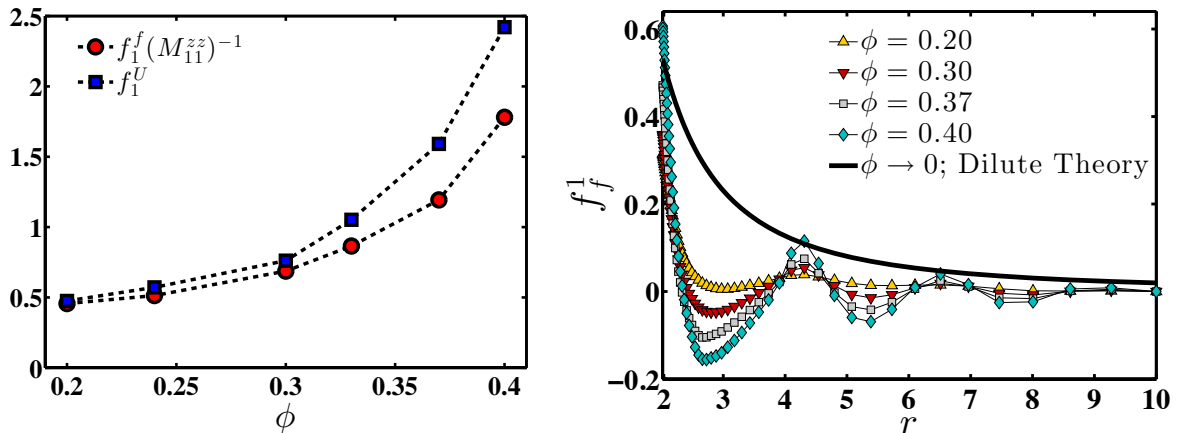 2.5
2
1.5
1
0.5
0
0.2
0.25
0.3
0.35
0.4
ϕ
f_1^f(M_{11}^{zz})^{-1}
f_1^U
0.6
0.4
0.2
0
−0.2
2
3
4
5
6
7
8
9
10
r
f_f^1
ϕ = 0.20
ϕ = 0.30
ϕ = 0.37
ϕ = 0.40
ϕ → 0; Dilute Theory